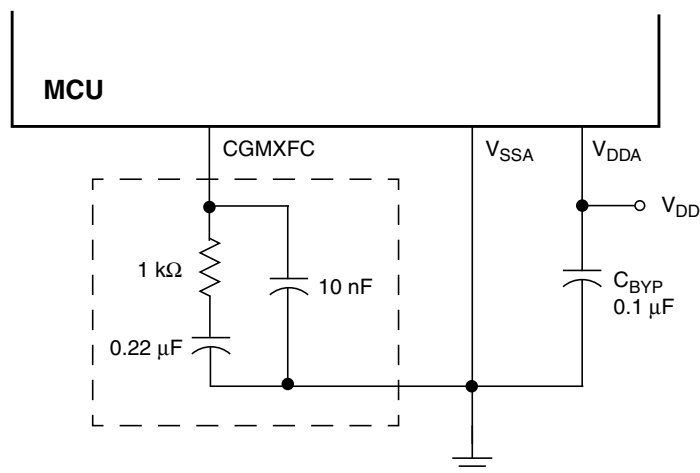 MCU
CGMXFC
V_SSA
V_DDA
V_DD
1 kΩ
10 nF
C_BYP
0.1 μF
0.22 μF